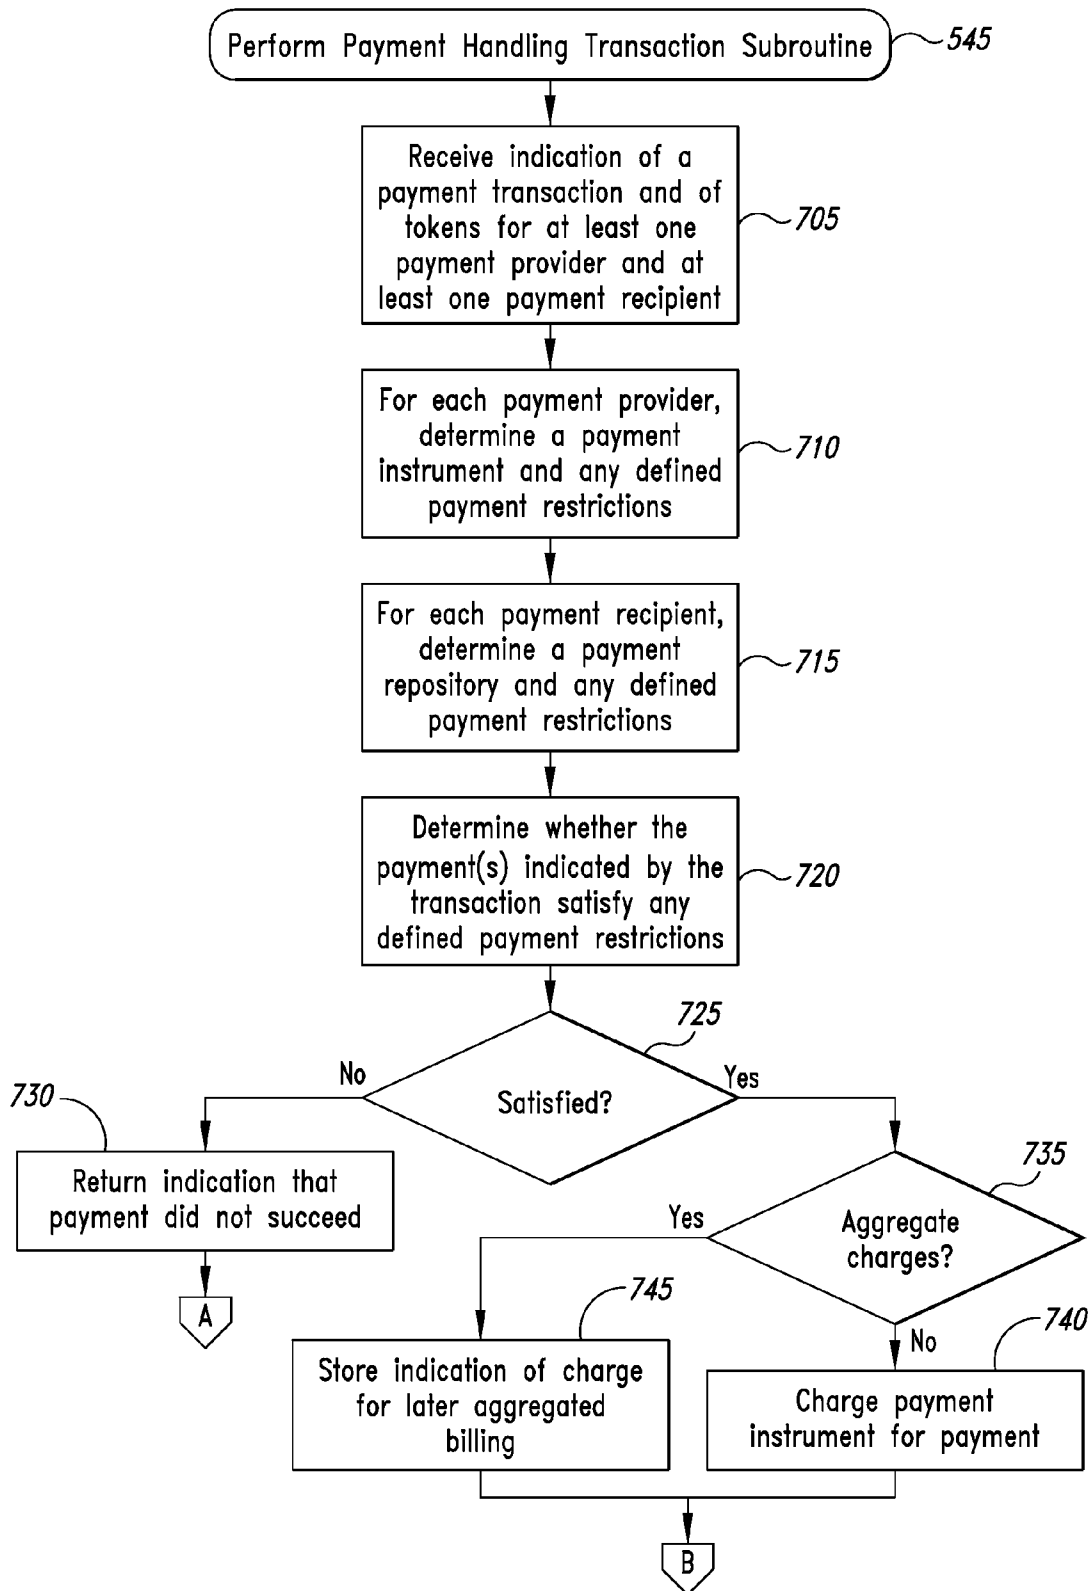 Perform Payment Handling Transaction Subroutine
545
Receive indication of a
payment transaction and of
tokens for at least one
payment provider and at
least one payment recipient
705
For each payment provider,
determine a payment
instrument and any defined
payment restrictions
710
For each payment recipient,
determine a payment
repository and any defined
payment restrictions
715
Determine whether the
payment(s) indicated by the
transaction satisfy any
defined payment restrictions
720
725
No
Satisfied?
Yes
730
Return indication that
payment did not succeed
A
735
Yes
Aggregate
charges?
No
745
Store indication of charge
for later aggregated
billing
740
Charge payment
instrument for payment
B